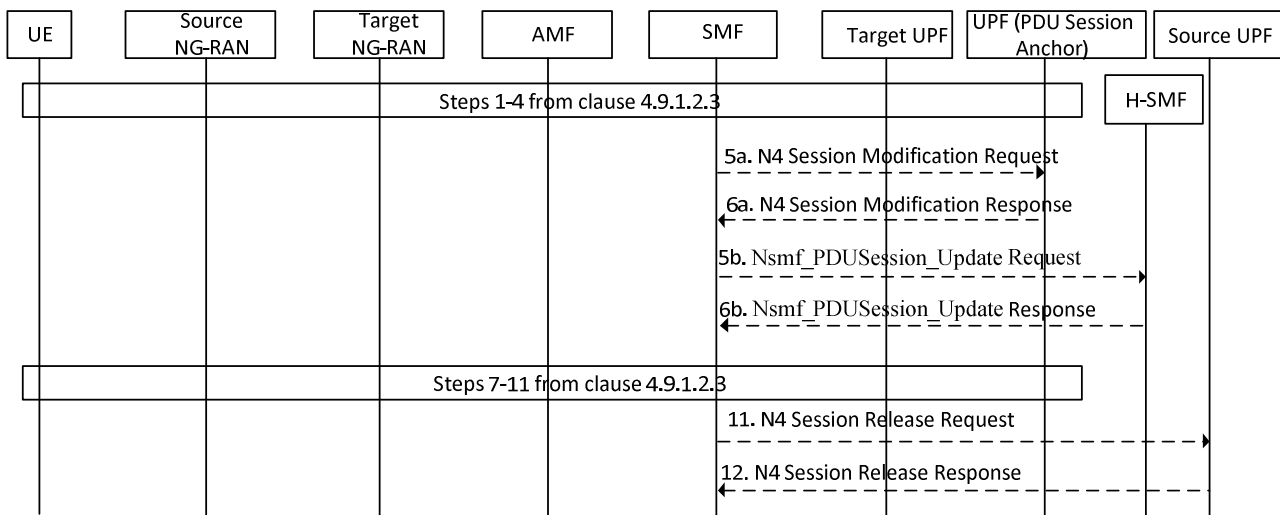 UE
Source
NG-RAN
Target
NG-RAN
AMF
SMF
Target UPF
UPF (PDU Session
Anchor)
Source UPF
Steps 1-4 from clause 4.9.1.2.3
H-SMF
5a. N4 Session Modification Request
6a. N4 Session Modification Response
5b. Nsmf_PDUSession_Update Request
6b. Nsmf_PDUSession_Update Response
Steps 7-11 from clause 4.9.1.2.3
11. N4 Session Release Request
12. N4 Session Release Response